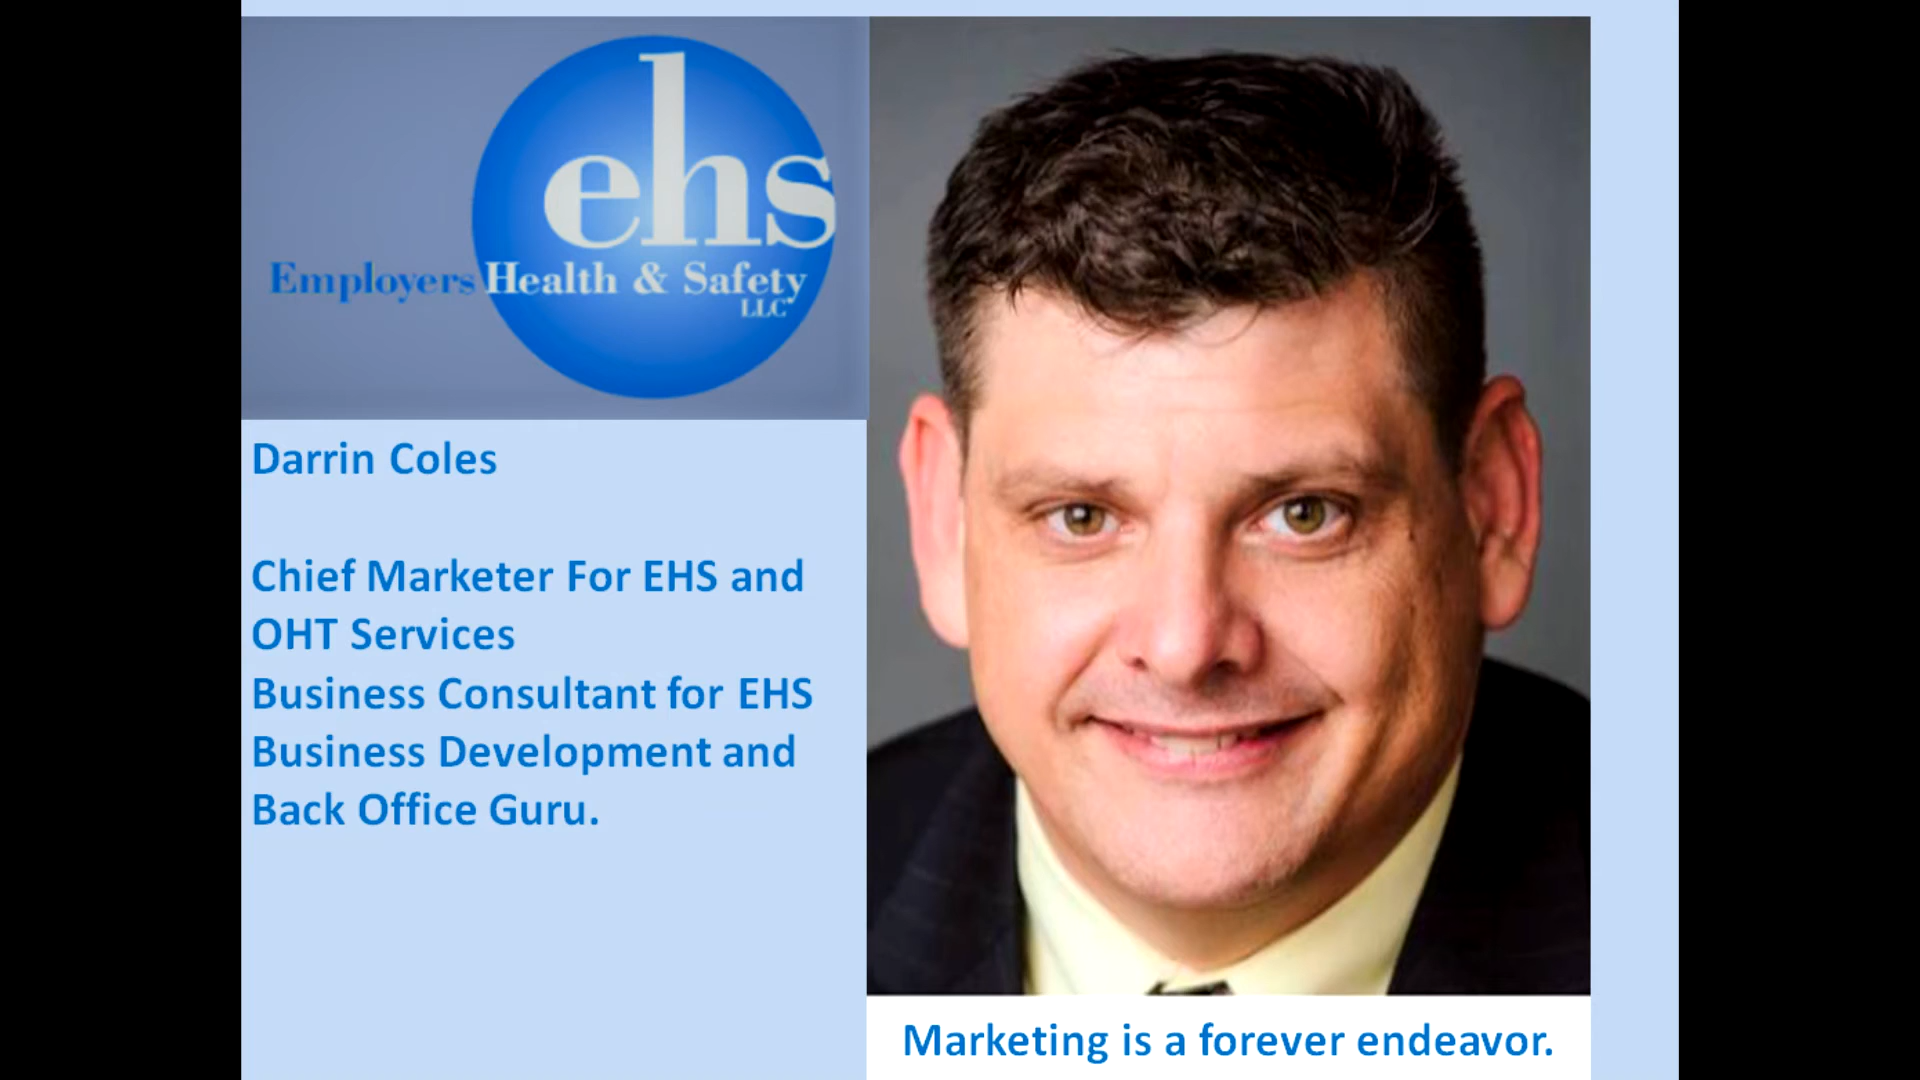 ehs
Employers Health & Safety
LLC
Darrin Coles
Chief Marketer For EHS and
OHT Services
Business Consultant for EHS
Business Development and
Back Office Guru.
Marketing is a forever endeavor.